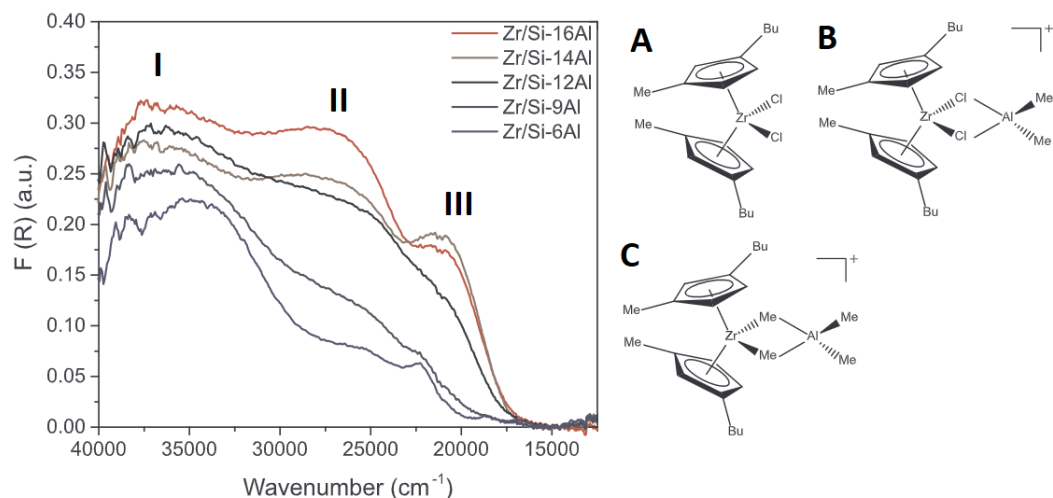 I
II
III
Zr/Si-16Al
Zr/Si-14Al
Zr/Si-12Al
Zr/Si-9Al
Zr/Si-6Al
0.40
0.35
0.30
0.25
0.20
0.15
0.10
0.05
0.00
F (R) (a.u.)
40000 35000 30000 25000 20000 15000
Wavenumber (cm⁻¹)
A
Bu
Me
Cl
Zr
Cl
Me
Bu
B
Bu
+
Me
Cl
Me
Zr
Al
Cl
Me
Me
Bu
C
Bu
+
Me
Me
Me
Zr
Al
Me
Me
Me
Bu